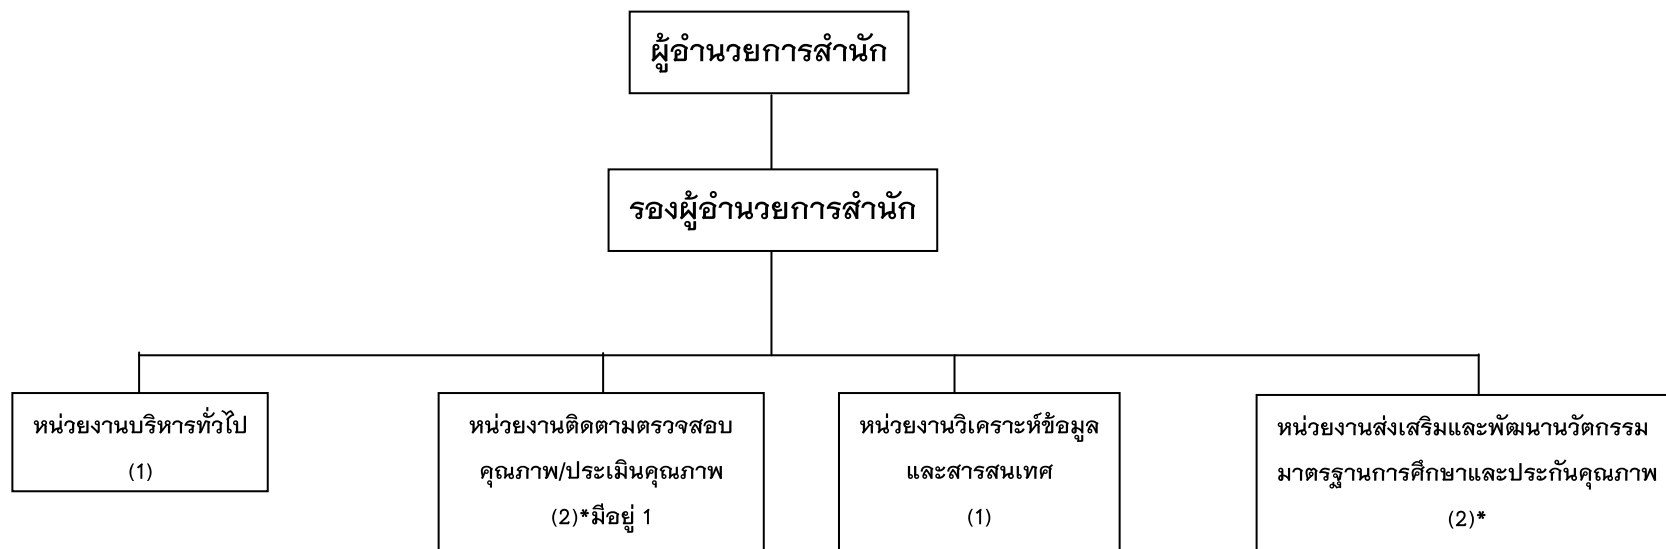 ผู้อำนวยการสำนัก
รองผู้อำนวยการสำนัก
หน่วยงานบริหารทั่วไป
(1)
หน่วยงานติดตามตรวจสอบ
คุณภาพ/ประเมินคุณภาพ
(2)*มีอยู่ 1
หน่วยงานวิเคราะห์ข้อมูล
และสารสนเทศ
(1)
หน่วยงานส่งเสริมและพัฒนานวัตกรรม
มาตรฐานการศึกษาและประกันคุณภาพ
(2)*